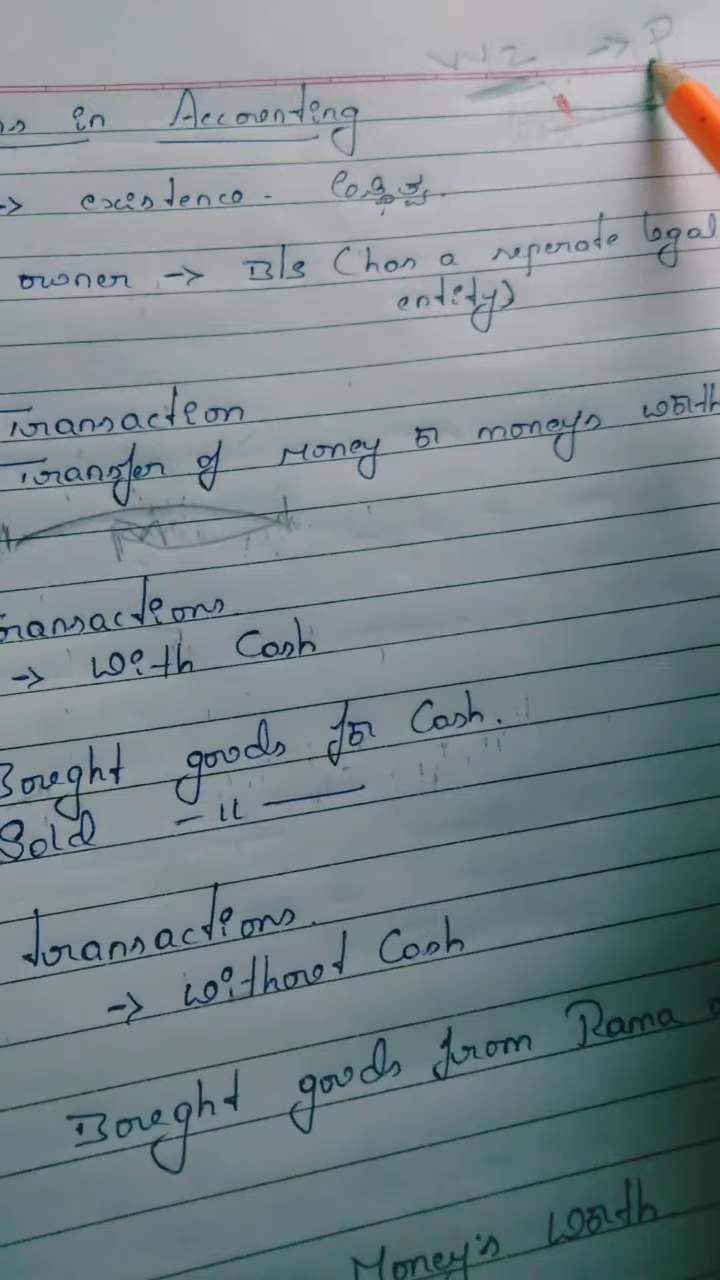 → P
in Accounting
→ existence -
owner → B/s (has a seperate legal
entity)
Transaction
Transfer of Money or money's worth
ransactions
→ With Cash
Bought goods for Cash.
Sold -"-
transactions.
→ Without Cash
Bought goods from Rama
Money's Worth